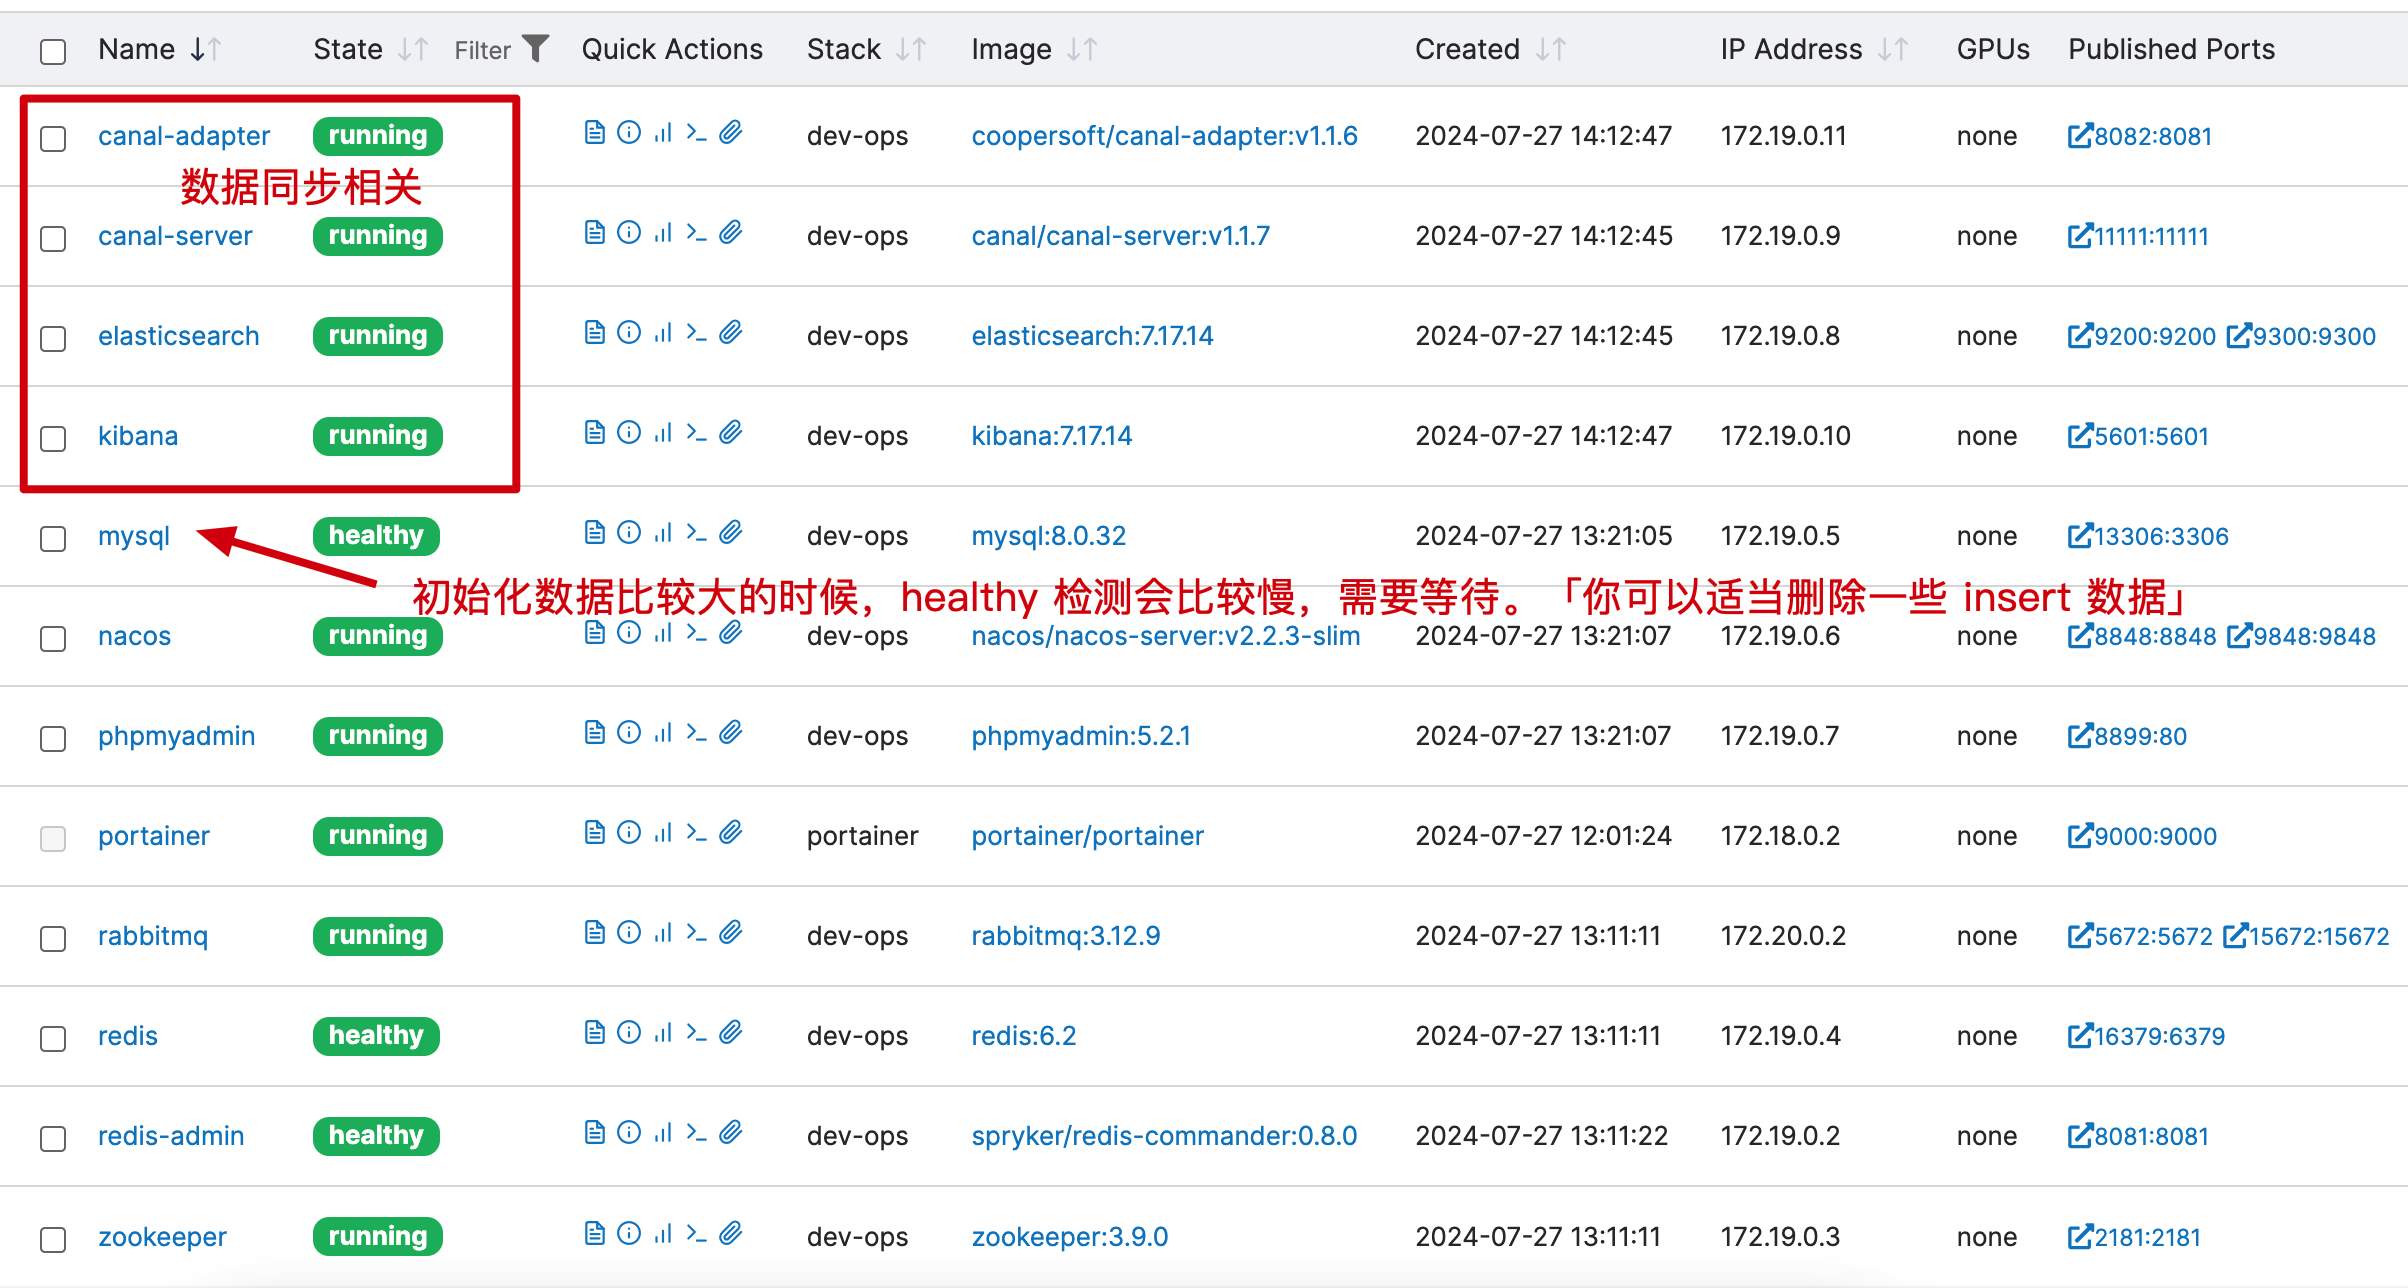 Name State Filter Quick Actions Stack Image Created IP Address GPUs Published Ports
canal-adapter running dev-ops coopersoft/canal-adapter:v1.1.6 2024-07-27 14:12:47 172.19.0.11 none 8082:8081
数据同步相关
canal-server running dev-ops canal/canal-server:v1.1.7 2024-07-27 14:12:45 172.19.0.9 none 11111:11111
elasticsearch running dev-ops elasticsearch:7.17.14 2024-07-27 14:12:45 172.19.0.8 none 9200:9200 9300:9300
kibana running dev-ops kibana:7.17.14 2024-07-27 14:12:47 172.19.0.10 none 5601:5601
mysql healthy dev-ops mysql:8.0.32 2024-07-27 13:21:05 172.19.0.5 none 13306:3306
初始化数据比较大的时候，healthy 检测会比较慢，需要等待。「你可以适当删除一些 insert 数据」
nacos running dev-ops nacos/nacos-server:v2.2.3-slim 2024-07-27 13:21:07 172.19.0.6 none 8848:8848 9848:9848
phpmyadmin running dev-ops phpmyadmin:5.2.1 2024-07-27 13:21:07 172.19.0.7 none 8899:80
portainer running portainer portainer/portainer 2024-07-27 12:01:24 172.18.0.2 none 9000:9000
rabbitmq running dev-ops rabbitmq:3.12.9 2024-07-27 13:11:11 172.20.0.2 none 5672:5672 15672:15672
redis healthy dev-ops redis:6.2 2024-07-27 13:11:11 172.19.0.4 none 16379:6379
redis-admin healthy dev-ops spryker/redis-commander:0.8.0 2024-07-27 13:11:22 172.19.0.2 none 8081:8081
zookeeper running dev-ops zookeeper:3.9.0 2024-07-27 13:11:11 172.19.0.3 none 2181:2181